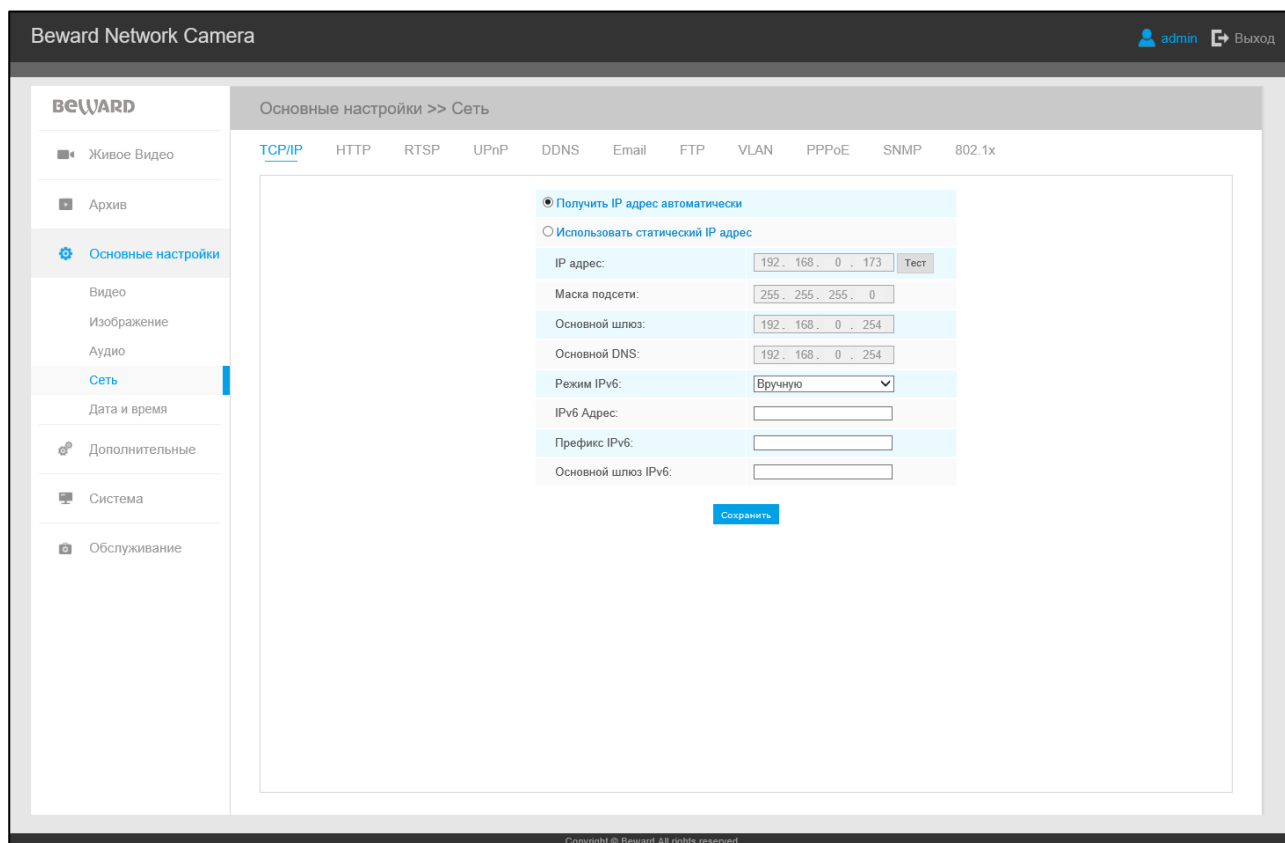 Beward Network Camera
admin Выход
BEWARD
Основные настройки >> Сеть
Живое Видео
Архив
Основные настройки
Видео
Изображение
Аудио
Сеть
Дата и время
Дополнительные
Система
Обслуживание
TCP/IP HTTP RTSP UPnP DDNS Email FTP VLAN PPPoE SNMP 802.1x
Получить IP адрес автоматически
Использовать статический IP адрес
IP адрес: 192. 168. 0 . 173 Тест
Маска подсети: 255. 255. 255. 0
Основной шлюз: 192. 168. 0 . 254
Основной DNS: 192. 168. 0 . 254
Режим IPv6: Вручную
IPv6 Адрес:
Префикс IPv6:
Основной шлюз IPv6:
Сохранить
Copyright © Beward.All rights reserved